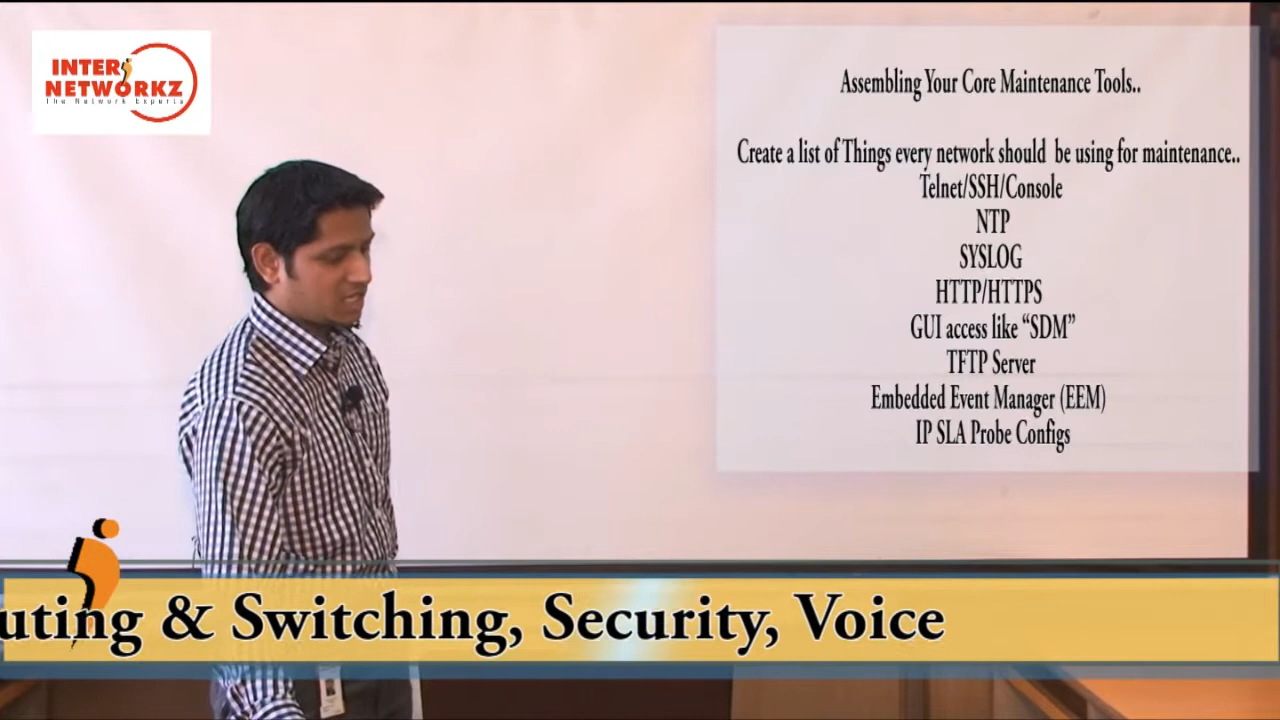 INTER
NETWORKZ
The Network Experts
Assembling Your Core Maintenance Tools..
Create a list of Things every network should be using for maintenance..
Telnet/SSH/Console
NTP
SYSLOG
HTTP/HTTPS
GUI access like “SDM”
TFTP Server
Embedded Event Manager (EEM)
IP SLA Probe Configs
uting & Switching, Security, Voice